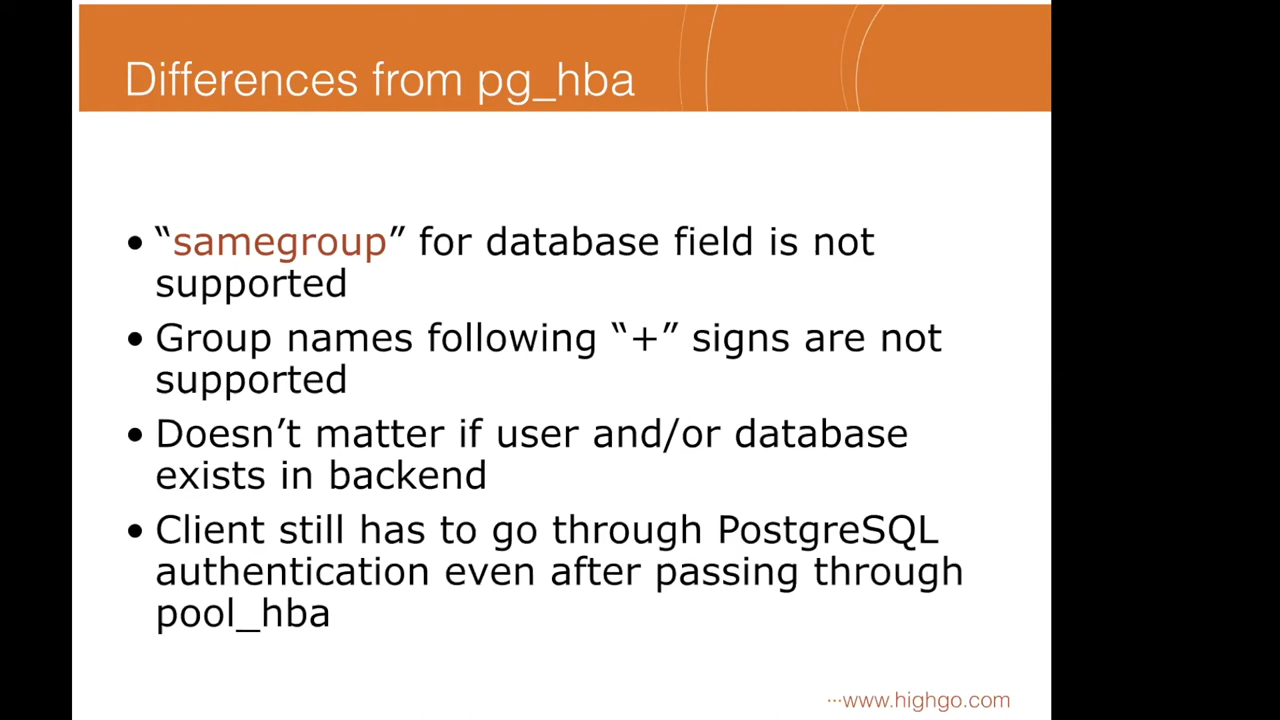 Differences from pg_hba
• “samegroup” for database field is not
supported
• Group names following “+” signs are not
supported
• Doesn’t matter if user and/or database
exists in backend
• Client still has to go through PostgreSQL
authentication even after passing through
pool_hba
···www.highgo.com